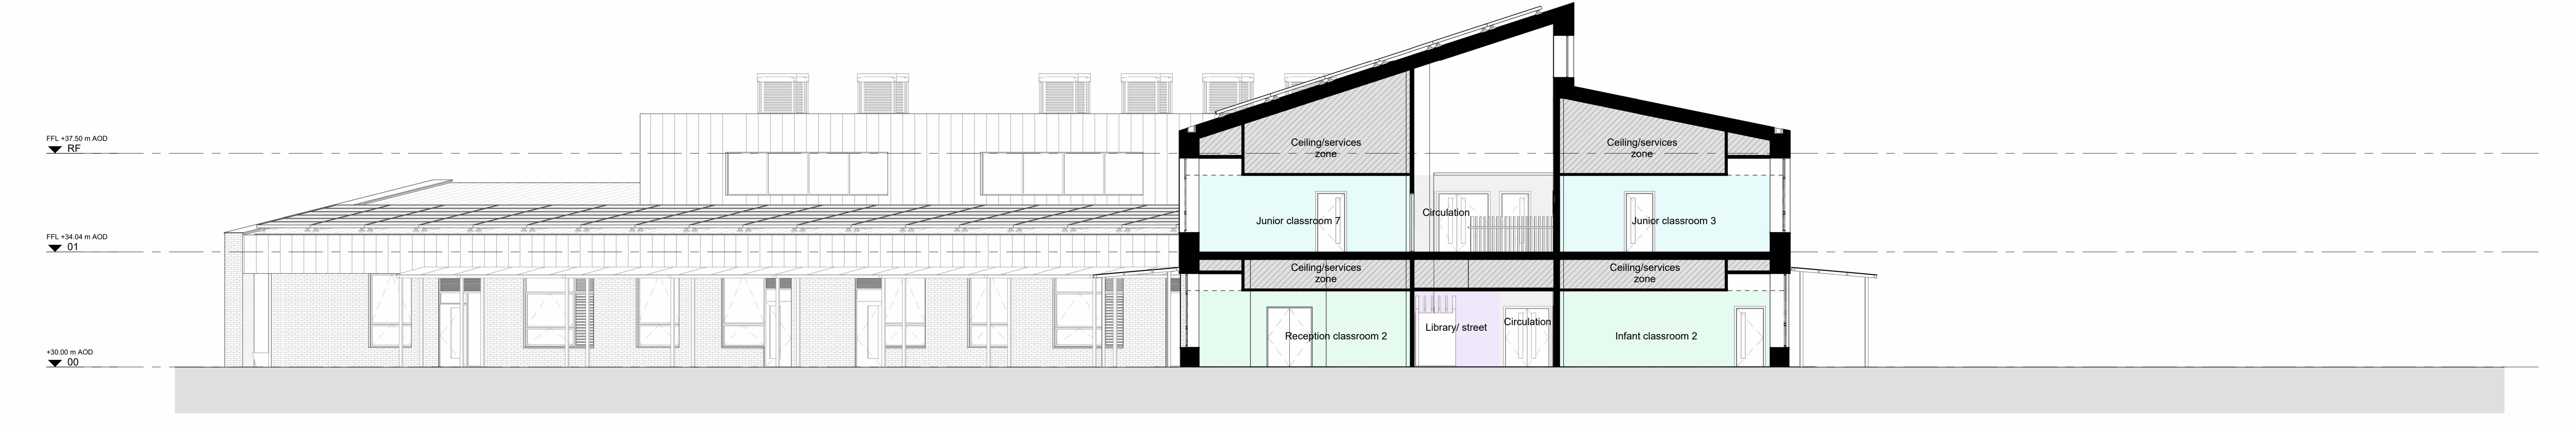 FFL +37.50 m AOD
RF
FFL +34.04 m AOD
01
+30.00 m AOD
00
Ceiling/services
zone
Ceiling/services
zone
Junior classroom 7
Circulation
Junior classroom 3
Ceiling/services
zone
Ceiling/services
zone
Reception classroom 2
Library/ street
Circulation
Infant classroom 2